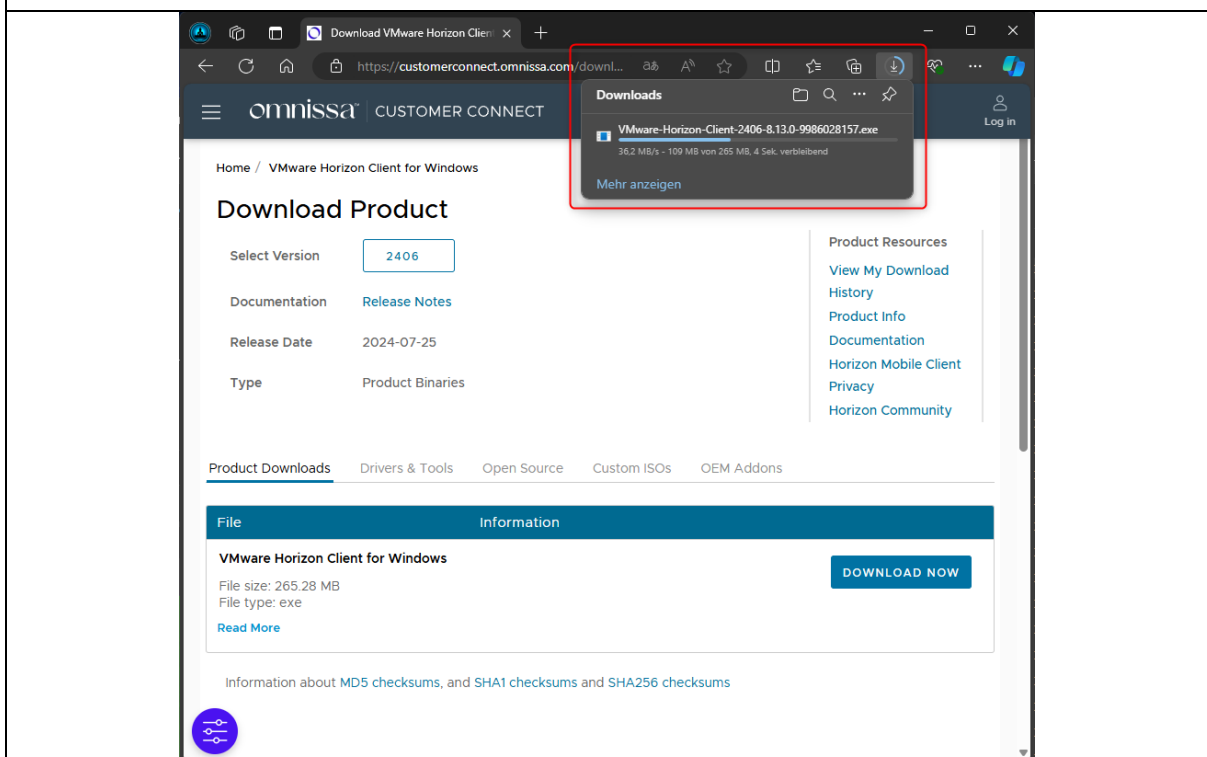 Download VMware Horizon Client
https://customerconnect.omnissa.com/downl...
omnissa™ CUSTOMER CONNECT
Log in
Downloads
VMware-Horizon-Client-2406-8.13.0-9986028157.exe
36,2 MB/s - 109 MB von 265 MB, 4 Sek. verbleibend
Mehr anzeigen
Home / VMware Horizon Client for Windows
Download Product
Select Version 2406
Documentation Release Notes
Release Date 2024-07-25
Type Product Binaries
Product Resources
View My Download
History
Product Info
Documentation
Horizon Mobile Client
Privacy
Horizon Community
Product Downloads Drivers & Tools Open Source Custom ISOs OEM Addons
File Information
VMware Horizon Client for Windows
File size: 265.28 MB
File type: exe
Read More
DOWNLOAD NOW
Information about MD5 checksums, and SHA1 checksums and SHA256 checksums